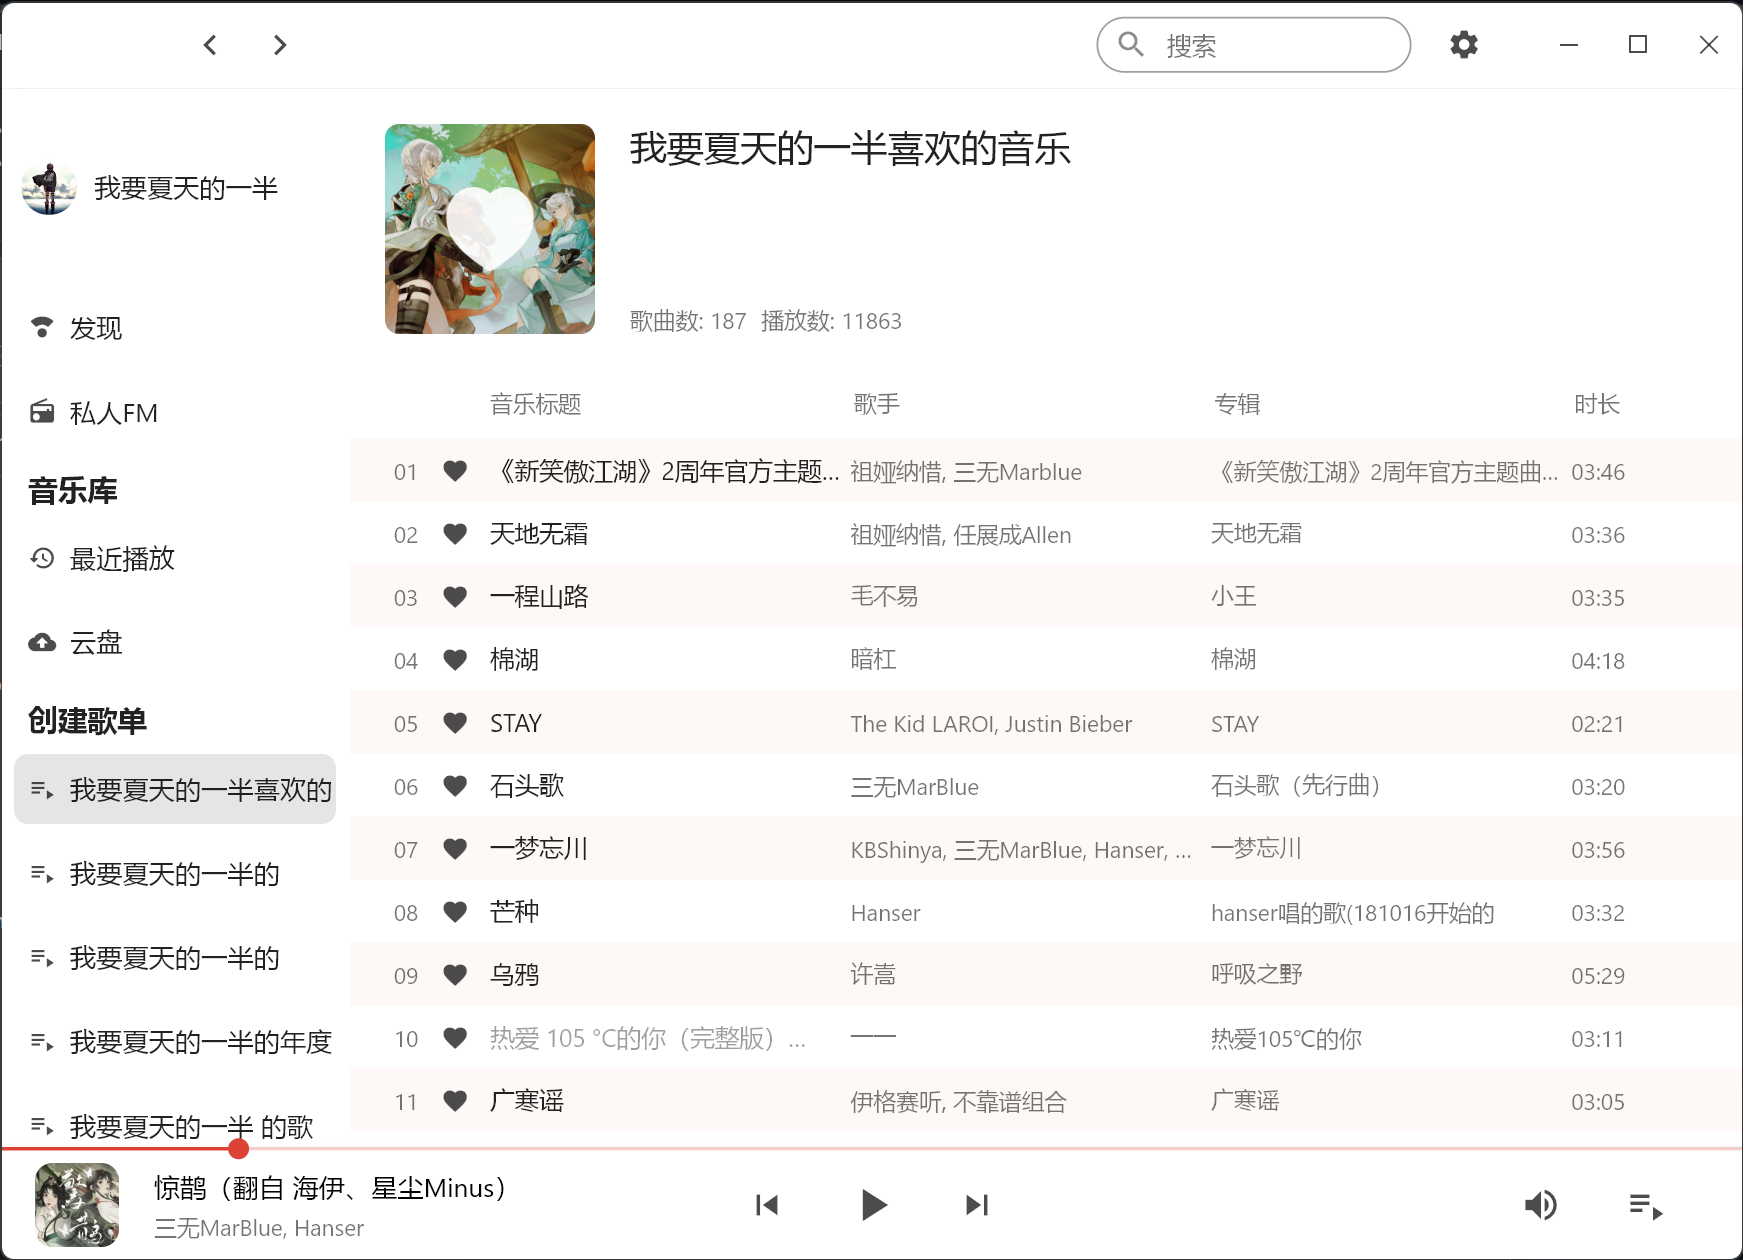 搜索
我要夏天的一半
发现
私人FM
音乐库
最近播放
云盘
创建歌单
我要夏天的一半喜欢的
我要夏天的一半的
我要夏天的一半的
我要夏天的一半的年度
我要夏天的一半 的歌
我要夏天的一半喜欢的音乐
歌曲数: 187 播放数: 11863
音乐标题 歌手 专辑 时长
01 《新笑傲江湖》2周年官方主题... 祖娅纳惜, 三无Marblue 《新笑傲江湖》2周年官方主题曲... 03:46
02 天地无霜 祖娅纳惜, 任展成Allen 天地无霜 03:36
03 一程山路 毛不易 小王 03:35
04 棉湖 暗杠 棉湖 04:18
05 STAY The Kid LAROI, Justin Bieber STAY 02:21
06 石头歌 三无MarBlue 石头歌（先行曲） 03:20
07 一梦忘川 KBShinya, 三无MarBlue, Hanser, ... 一梦忘川 03:56
08 芒种 Hanser hanser唱的歌(181016开始的 03:32
09 乌鸦 许嵩 呼吸之野 05:29
10 热爱 105 °C的你（完整版）... 一一 热爱105℃的你 03:11
11 广寒谣 伊格赛听, 不靠谱组合 广寒谣 03:05
惊鹊（翻自 海伊、星尘Minus）
三无MarBlue, Hanser